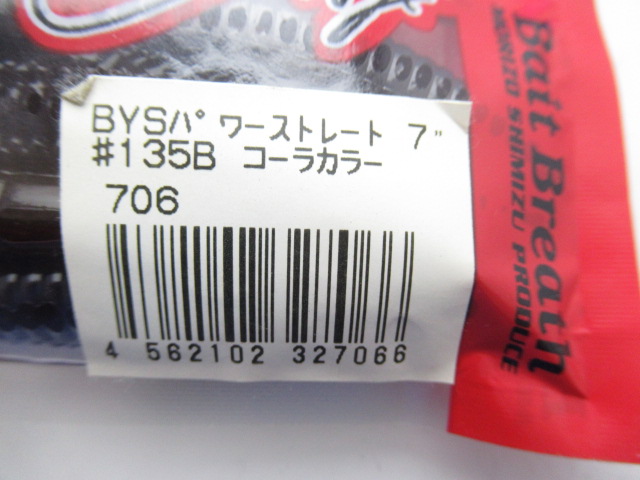 BYSパワーストレート 7"
#135B コーラカラー
706
4 562102 327066
Bait Breath
MORIZO SHIMIZU PRODUCE